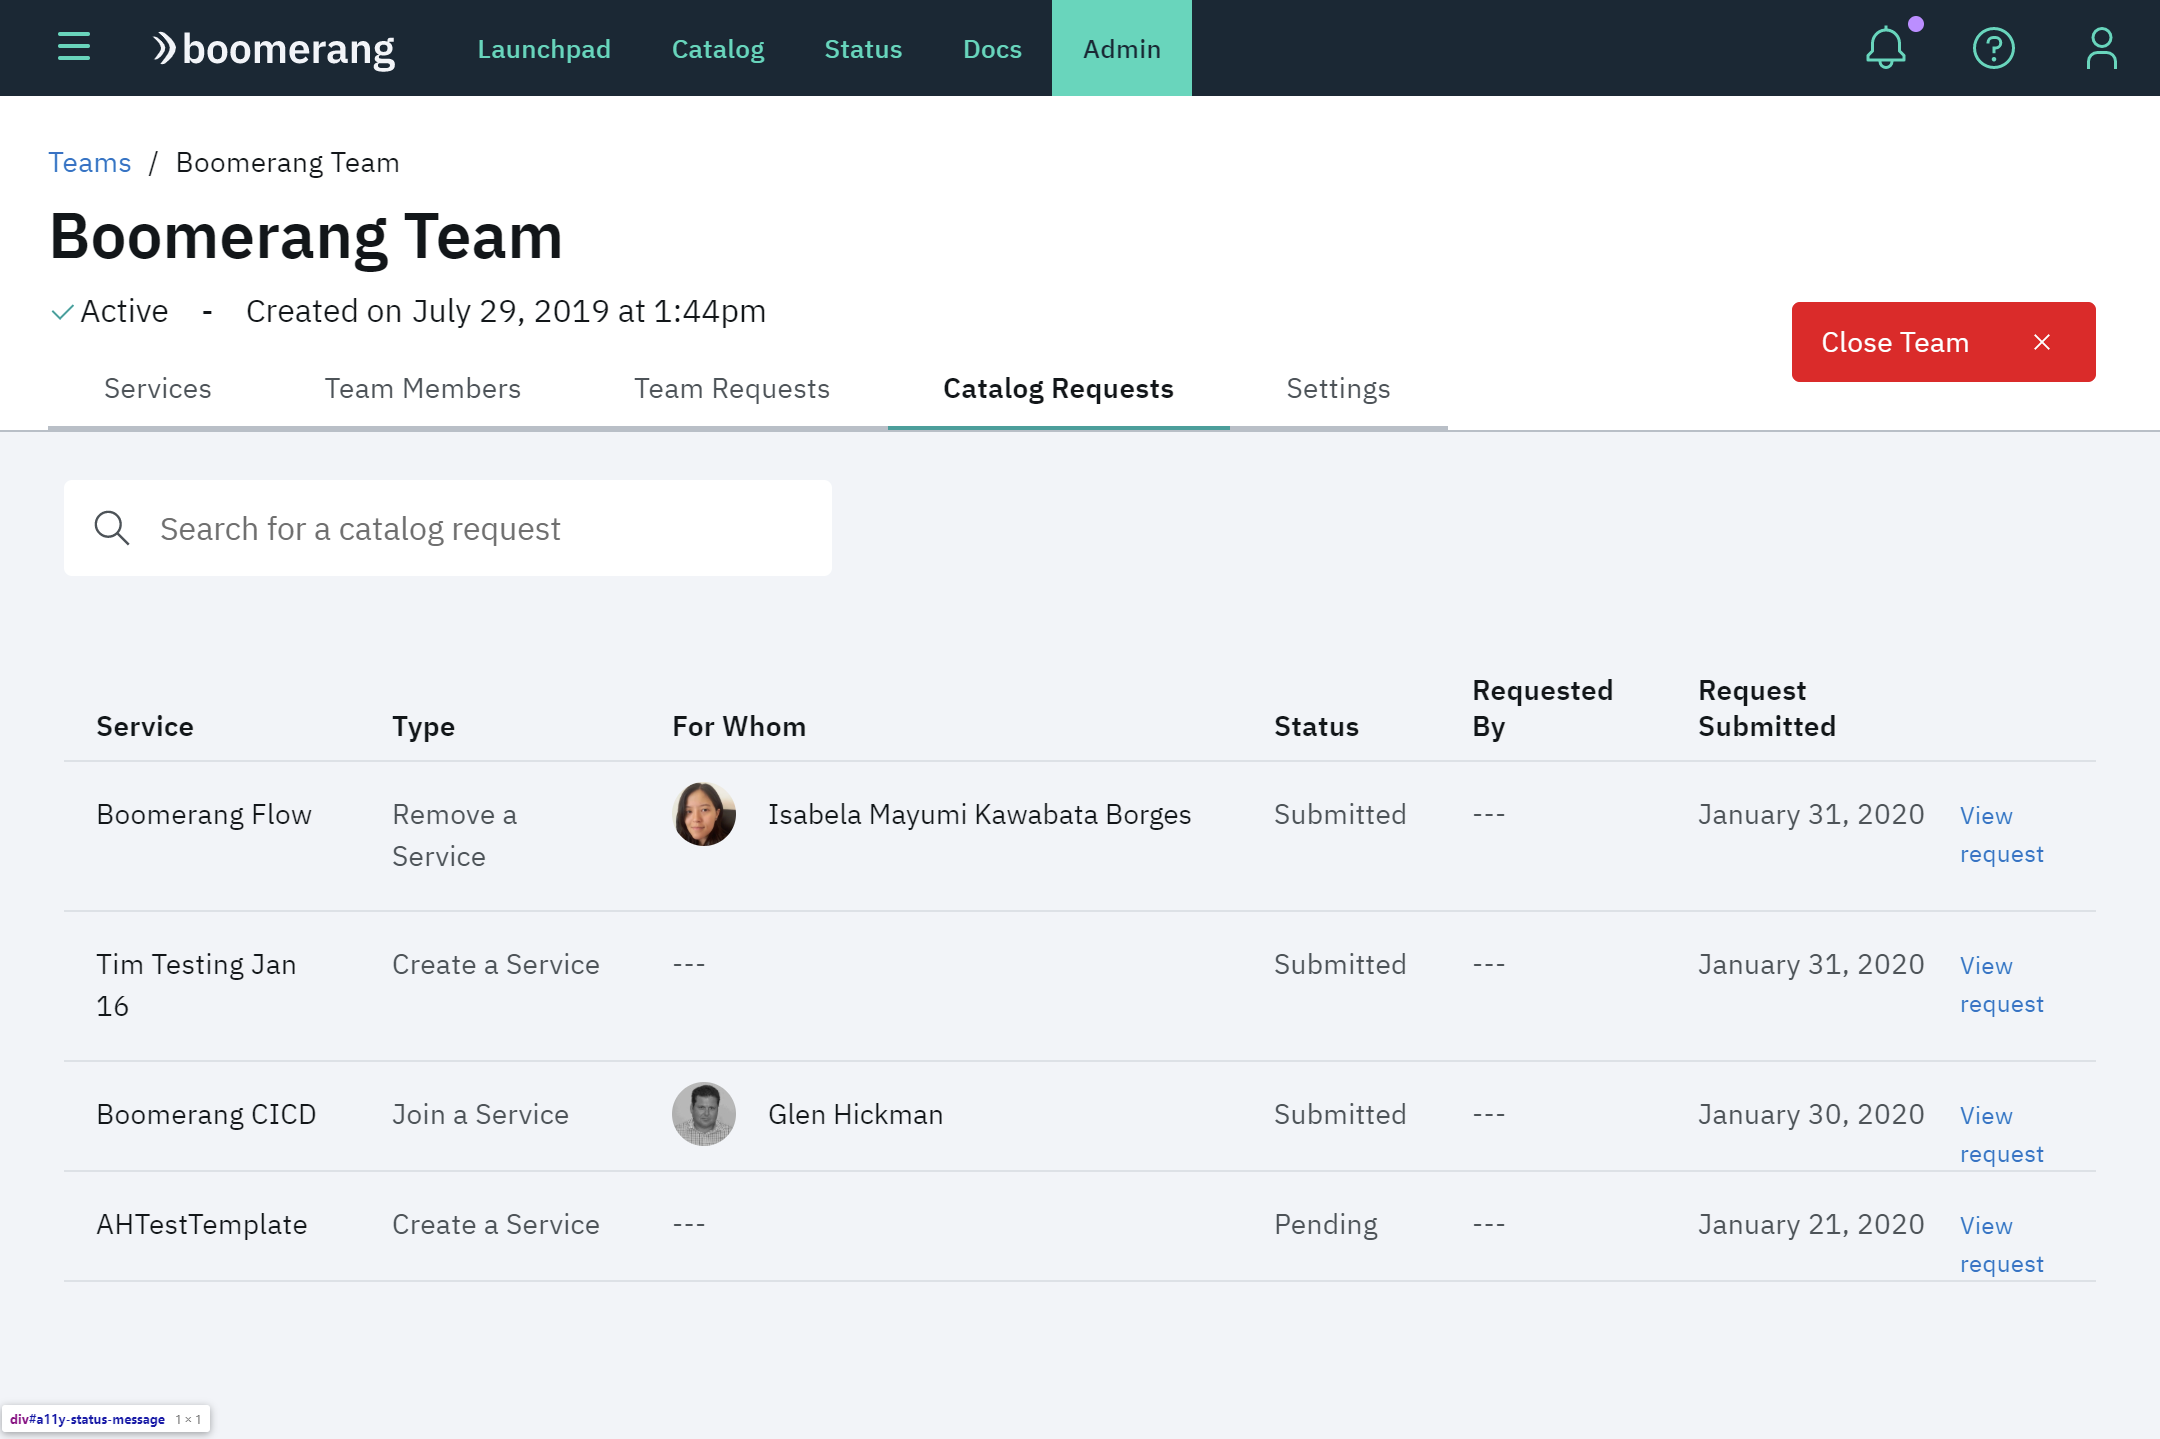 boomerang Launchpad Catalog Status Docs Admin
Teams / Boomerang Team
Boomerang Team
Active - Created on July 29, 2019 at 1:44pm
Close Team
Services Team Members Team Requests Catalog Requests Settings
Search for a catalog request
Service Type For Whom Status Requested By Request Submitted
Boomerang Flow Remove a Service Isabela Mayumi Kawabata Borges Submitted --- January 31, 2020 View request
Tim Testing Jan 16 Create a Service --- Submitted --- January 31, 2020 View request
Boomerang CICD Join a Service Glen Hickman Submitted --- January 30, 2020 View request
AHTestTemplate Create a Service --- Pending --- January 21, 2020 View request
div#a11y-status-message 1 × 1